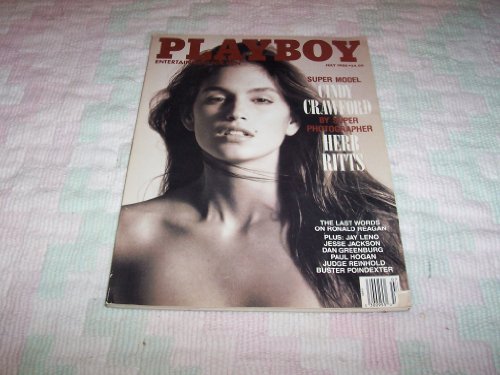 PLAYBOY
SUPER MODEL
CINDY
CRAWFORD
BY SUPER
PHOTOGRAPHER
HERB
RITTS
THE LAST WORDS
ON RONALD REAGAN
PLUS: JAY LENO
JESSE JACKSON
DAN GREENBURG
PAUL HOGAN
JUDGE REINHOLD
BUSTER POINDEXTER